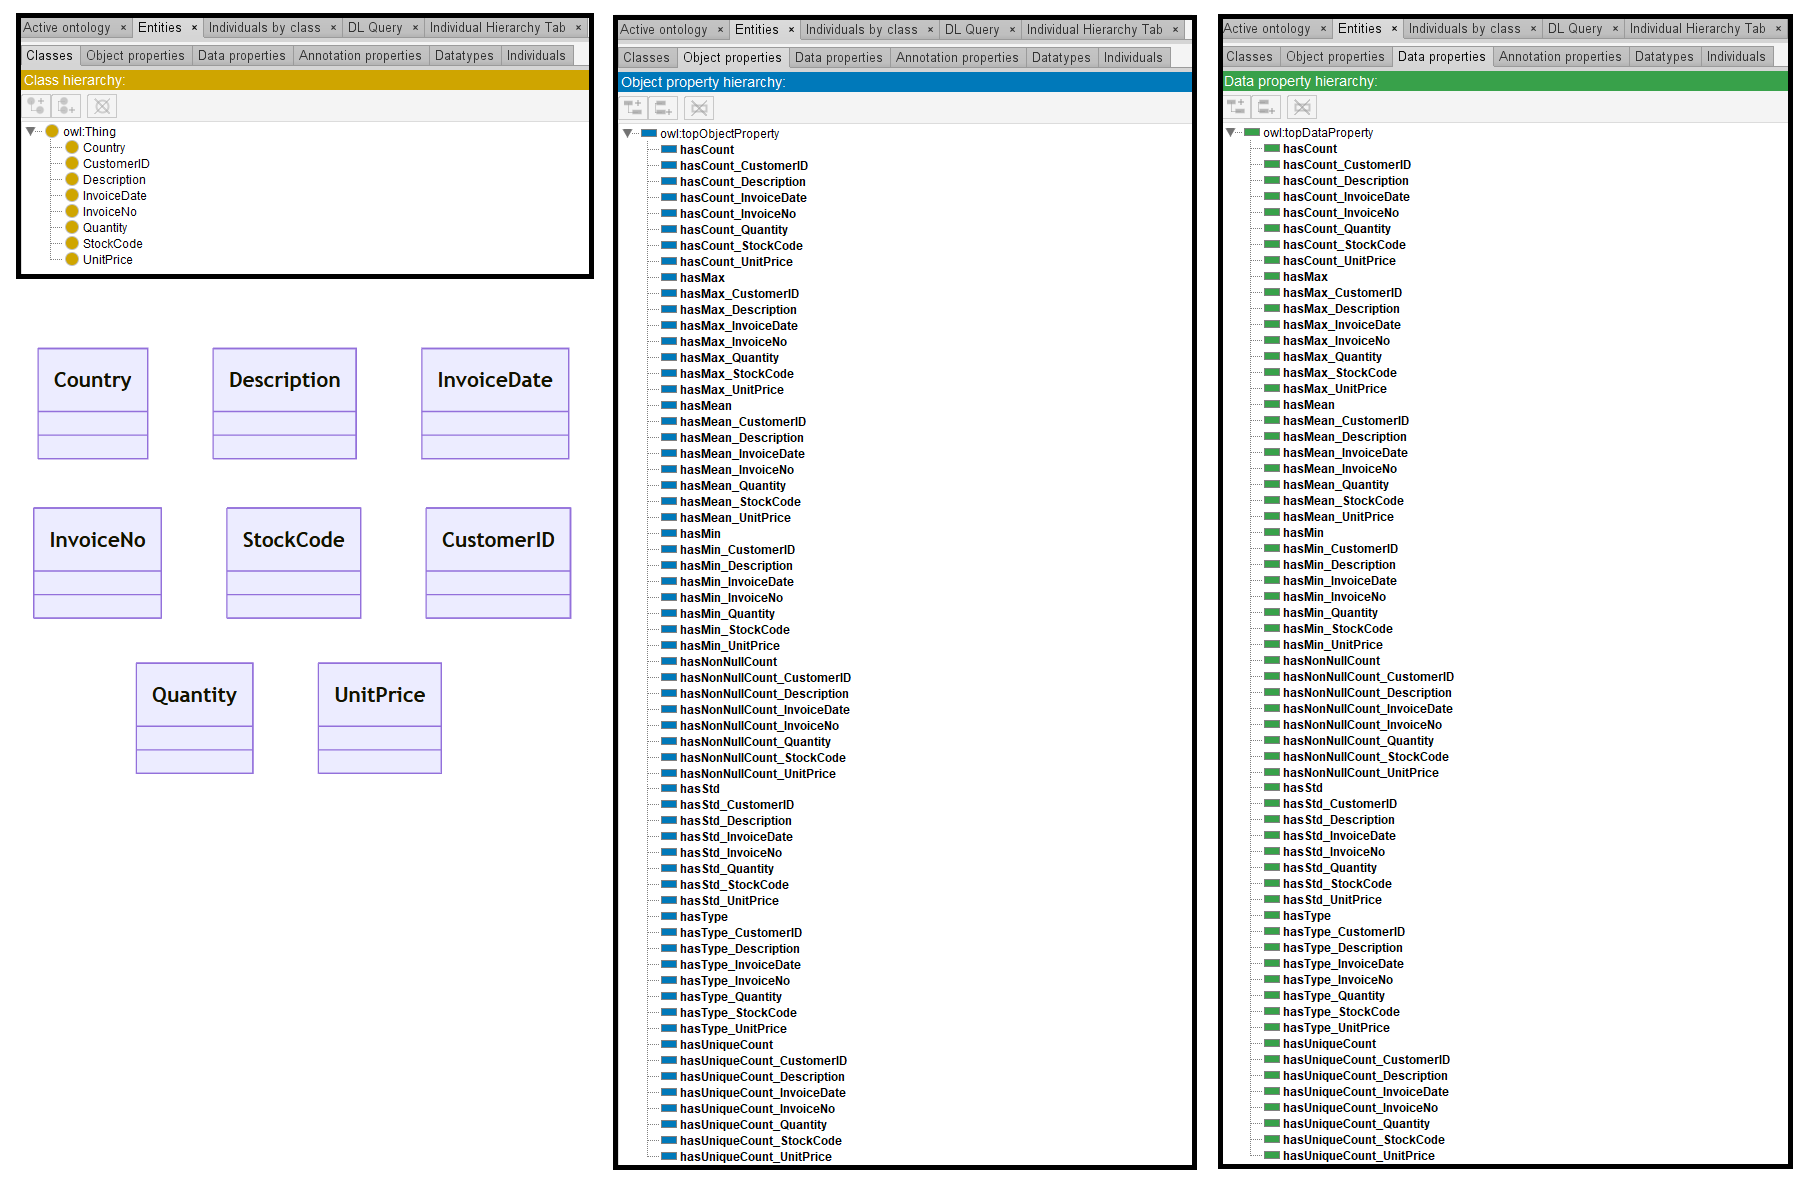 Active ontology × Entities × Individuals by class × DL Query × Individual Hierarchy Tab ×
Classes Object properties Data properties Annotation properties Datatypes Individuals
Class hierarchy:
owl:Thing
Country
CustomerID
Description
InvoiceDate
InvoiceNo
Quantity
StockCode
UnitPrice
Country Description InvoiceDate
InvoiceNo StockCode CustomerID
Quantity UnitPrice
Active ontology × Entities × Individuals by class × DL Query × Individual Hierarchy Tab ×
Classes Object properties Data properties Annotation properties Datatypes Individuals
Object property hierarchy:
owl:topObjectProperty
hasCount
hasCount_CustomerID
hasCount_Description
hasCount_InvoiceDate
hasCount_InvoiceNo
hasCount_Quantity
hasCount_StockCode
hasCount_UnitPrice
hasMax
hasMax_CustomerID
hasMax_Description
hasMax_InvoiceDate
hasMax_InvoiceNo
hasMax_Quantity
hasMax_StockCode
hasMax_UnitPrice
hasMean
hasMean_CustomerID
hasMean_Description
hasMean_InvoiceDate
hasMean_InvoiceNo
hasMean_Quantity
hasMean_StockCode
hasMean_UnitPrice
hasMin
hasMin_CustomerID
hasMin_Description
hasMin_InvoiceDate
hasMin_InvoiceNo
hasMin_Quantity
hasMin_StockCode
hasMin_UnitPrice
hasNonNullCount
hasNonNullCount_CustomerID
hasNonNullCount_Description
hasNonNullCount_InvoiceDate
hasNonNullCount_InvoiceNo
hasNonNullCount_Quantity
hasNonNullCount_StockCode
hasNonNullCount_UnitPrice
hasStd
hasStd_CustomerID
hasStd_Description
hasStd_InvoiceDate
hasStd_InvoiceNo
hasStd_Quantity
hasStd_StockCode
hasStd_UnitPrice
hasType
hasType_CustomerID
hasType_Description
hasType_InvoiceDate
hasType_InvoiceNo
hasType_Quantity
hasType_StockCode
hasType_UnitPrice
hasUniqueCount
hasUniqueCount_CustomerID
hasUniqueCount_Description
hasUniqueCount_InvoiceDate
hasUniqueCount_InvoiceNo
hasUniqueCount_Quantity
hasUniqueCount_StockCode
hasUniqueCount_UnitPrice
Active ontology × Entities × Individuals by class × DL Query × Individual Hierarchy Tab ×
Classes Object properties Data properties Annotation properties Datatypes Individuals
Data property hierarchy:
owl:topDataProperty
hasCount
hasCount_CustomerID
hasCount_Description
hasCount_InvoiceDate
hasCount_InvoiceNo
hasCount_Quantity
hasCount_StockCode
hasCount_UnitPrice
hasMax
hasMax_CustomerID
hasMax_Description
hasMax_InvoiceDate
hasMax_InvoiceNo
hasMax_Quantity
hasMax_StockCode
hasMax_UnitPrice
hasMean
hasMean_CustomerID
hasMean_Description
hasMean_InvoiceDate
hasMean_InvoiceNo
hasMean_Quantity
hasMean_StockCode
hasMean_UnitPrice
hasMin
hasMin_CustomerID
hasMin_Description
hasMin_InvoiceDate
hasMin_InvoiceNo
hasMin_Quantity
hasMin_StockCode
hasMin_UnitPrice
hasNonNullCount
hasNonNullCount_CustomerID
hasNonNullCount_Description
hasNonNullCount_InvoiceDate
hasNonNullCount_InvoiceNo
hasNonNullCount_Quantity
hasNonNullCount_StockCode
hasNonNullCount_UnitPrice
hasStd
hasStd_CustomerID
hasStd_Description
hasStd_InvoiceDate
hasStd_InvoiceNo
hasStd_Quantity
hasStd_StockCode
hasStd_UnitPrice
hasType
hasType_CustomerID
hasType_Description
hasType_InvoiceDate
hasType_InvoiceNo
hasType_Quantity
hasType_StockCode
hasType_UnitPrice
hasUniqueCount
hasUniqueCount_CustomerID
hasUniqueCount_Description
hasUniqueCount_InvoiceDate
hasUniqueCount_InvoiceNo
hasUniqueCount_Quantity
hasUniqueCount_StockCode
hasUniqueCount_UnitPrice